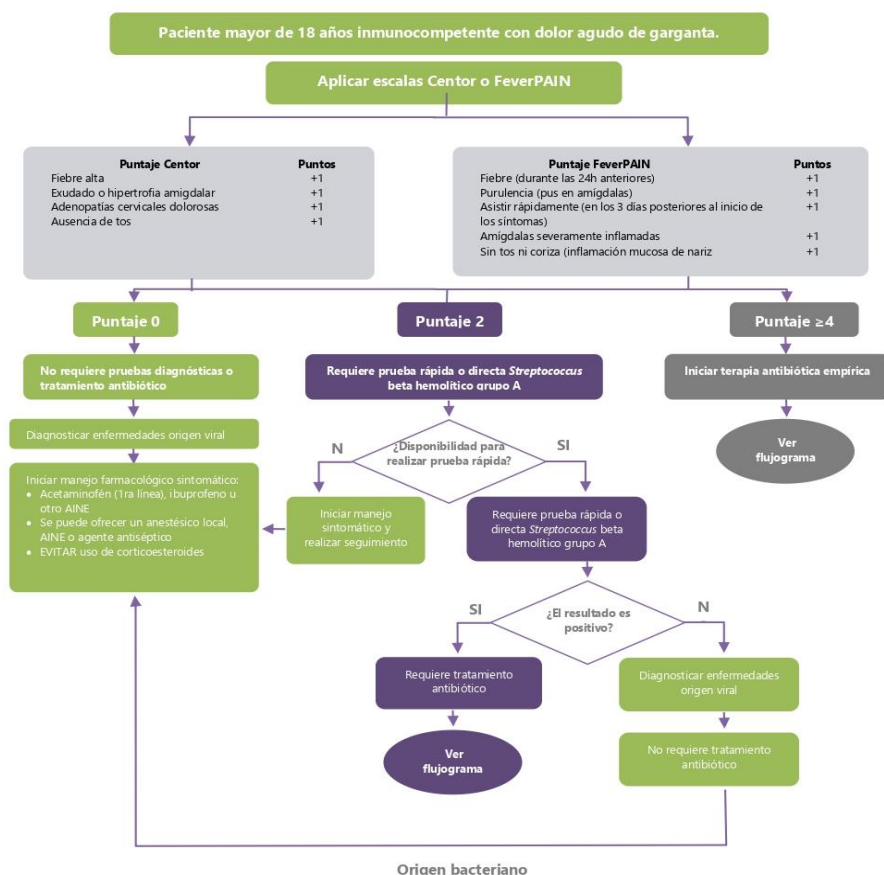 Paciente mayor de 18 años inmunocompetente con dolor agudo de garganta.
Aplicar escalas Centor o FeverPAIN
Puntaje Centor Puntos
Fiebre alta +1
Exudado o hipertrofia amigdalar +1
Adenopatías cervicales dolorosas +1
Ausencia de tos +1
Puntaje FeverPAIN Puntos
Fiebre (durante las 24h anteriores) +1
Purulencia (pus en amígdalas) +1
Asistir rápidamente (en los 3 días posteriores al inicio de +1
los síntomas)
Amígdalas severamente inflamadas +1
Sin tos ni coriza (inflamación mucosa de nariz +1
Puntaje 0
Puntaje 2
Puntaje ≥4
No requiere pruebas diagnósticas o
tratamiento antibiótico
Requiere prueba rápida o directa Streptococcus
beta hemolítico grupo A
Iniciar terapia antibiótica empírica
Diagnosticar enfermedades origen viral
N
¿Disponibilidad para
realizar prueba rápida?
SI
Ver
flujograma
Iniciar manejo farmacológico sintomático:
• Acetaminofén (1ra línea), ibuprofeno u
otro AINE
• Se puede ofrecer un anestésico local,
AINE o agente antiséptico
• EVITAR uso de corticoesteroides
Iniciar manejo
sintomático y
realizar seguimiento
Requiere prueba rápida o
directa Streptococcus beta
hemolítico grupo A
SI
¿El resultado es
positivo?
N
Requiere tratamiento
antibiótico
Diagnosticar enfermedades
origen viral
Ver
flujograma
No requiere tratamiento
antibiótico
Origen bacteriano